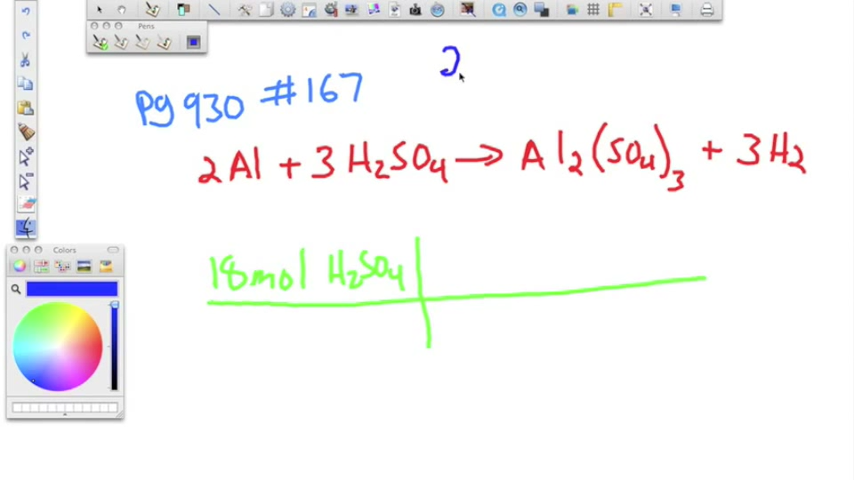 Pens
2
Pg 930 #167
2Al + 3H₂SO₄ → Al₂(SO₄)₃ + 3H₂
Colors
18mol H₂SO₄